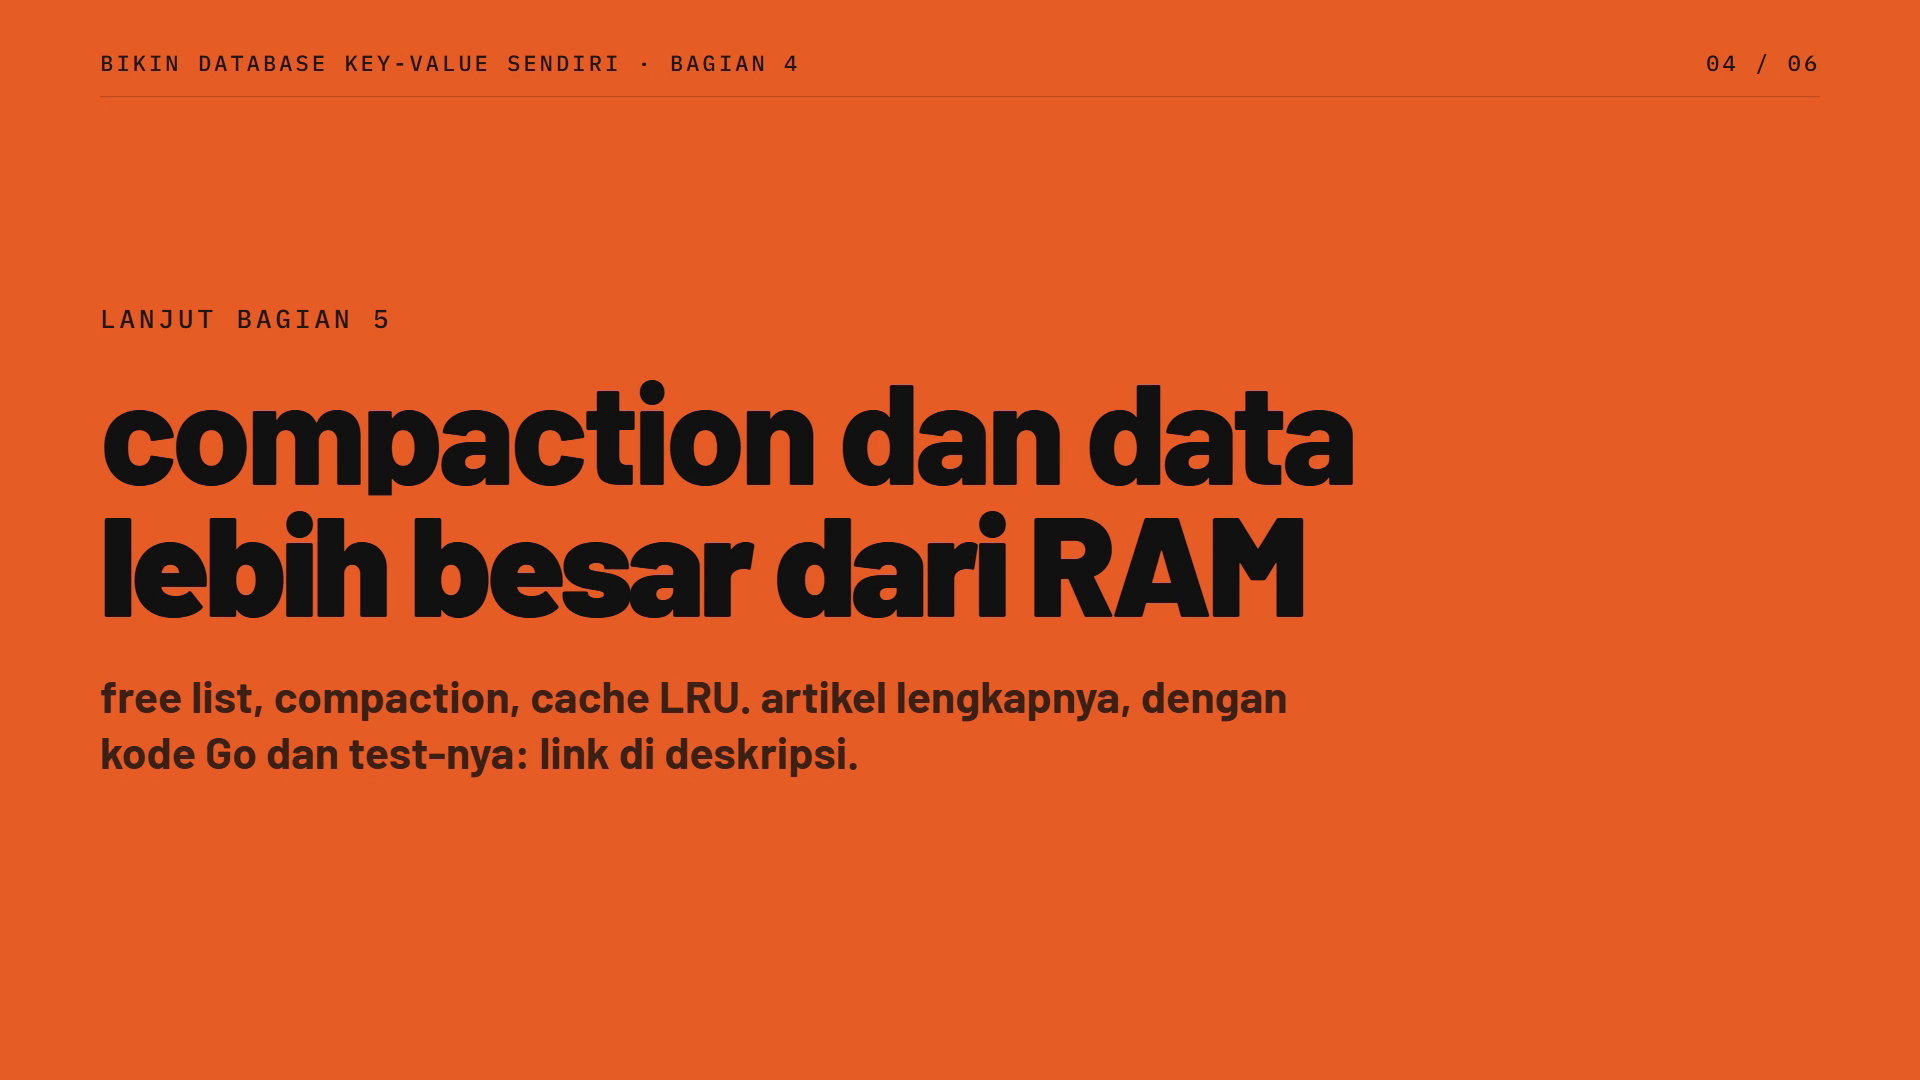 BIKIN DATABASE KEY-VALUE SENDIRI · BAGIAN 4
04 / 06
LANJUT BAGIAN 5
compaction dan data
lebih besar dari RAM
free list, compaction, cache LRU. artikel lengkapnya, dengan
kode Go dan test-nya: link di deskripsi.